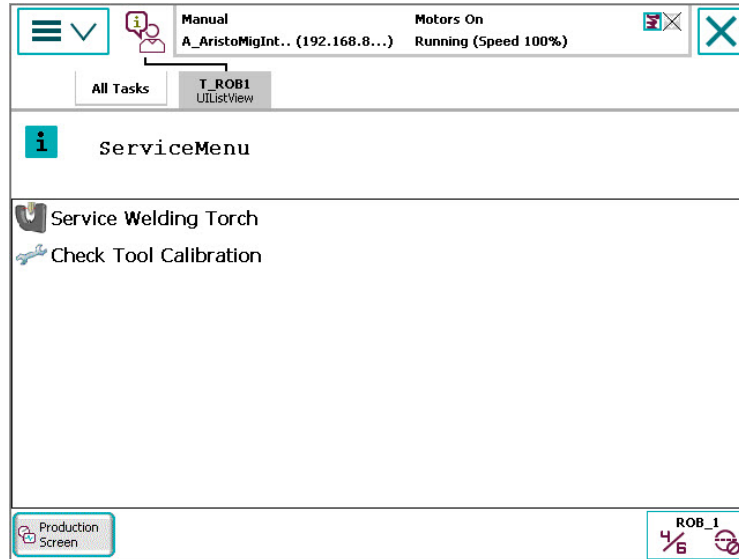 Manual
Motors On
A_AristoMigInt.. (192.168.8...)
Running (Speed 100%)
All Tasks
T_ROB1
UIListView
i
ServiceMenu
Service Welding Torch
Check Tool Calibration
Production
Screen
ROB_1
4/6